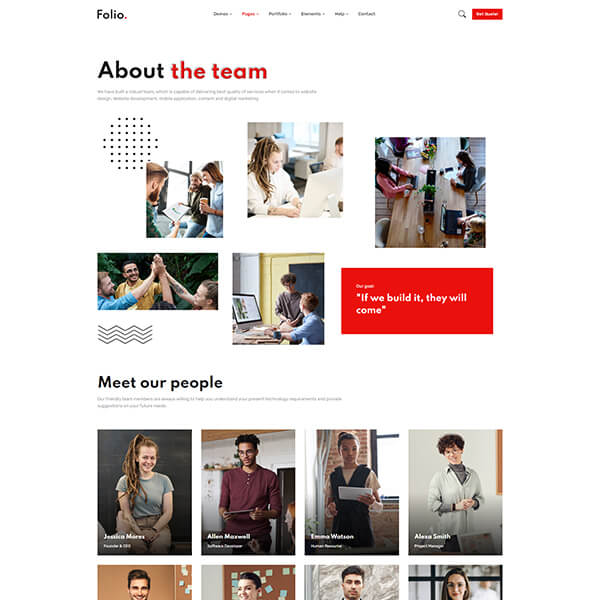 Folio.
Demos Pages Portfolio Elements Help Contact
Get Quote!
About the team
We have built a robust team, which is capable of delivering best quality of services when it comes to website
design, Website development, mobile application, content and digital marketing
Our goal:
"If we build it, they will
come"
Meet our people
Our friendly team members are always willing to help you understand your present technology requirements and provide
suggestions on your future needs.
Jessica Mores
Founder & CEO
Allen Maxwell
Software Developer
Emma Watson
Human Resource
Alexa Smith
Project Manager